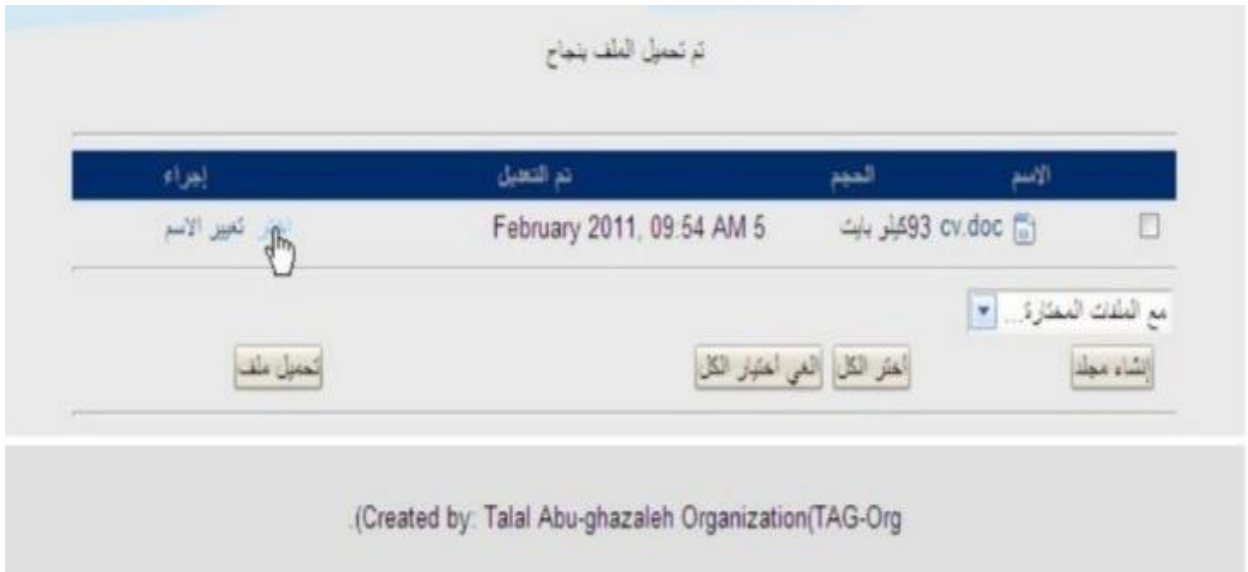 تم تحميل الملف بنجاح
الاسم الحجم تم التعديل إجراء
cv.doc 93كيلو بايت 5 February 2011, 09:54 AM تغيير الاسم
مع الملفات المختارة...
إنشاء مجلد أختر الكل الغي أختيار الكل تحميل ملف
.(Created by: Talal Abu-ghazaleh Organization(TAG-Org